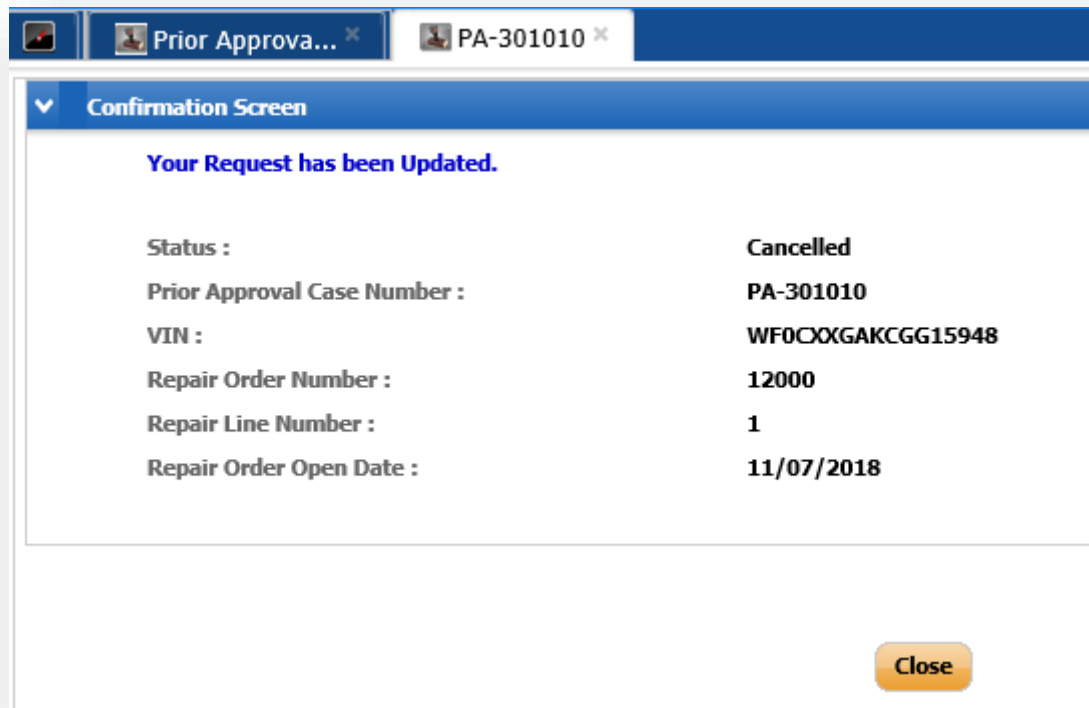 Prior Approva... PA-301010
Confirmation Screen
Your Request has been Updated.
Status : Cancelled
Prior Approval Case Number : PA-301010
VIN : WF0CXXGAKCGG15948
Repair Order Number : 12000
Repair Line Number : 1
Repair Order Open Date : 11/07/2018
Close